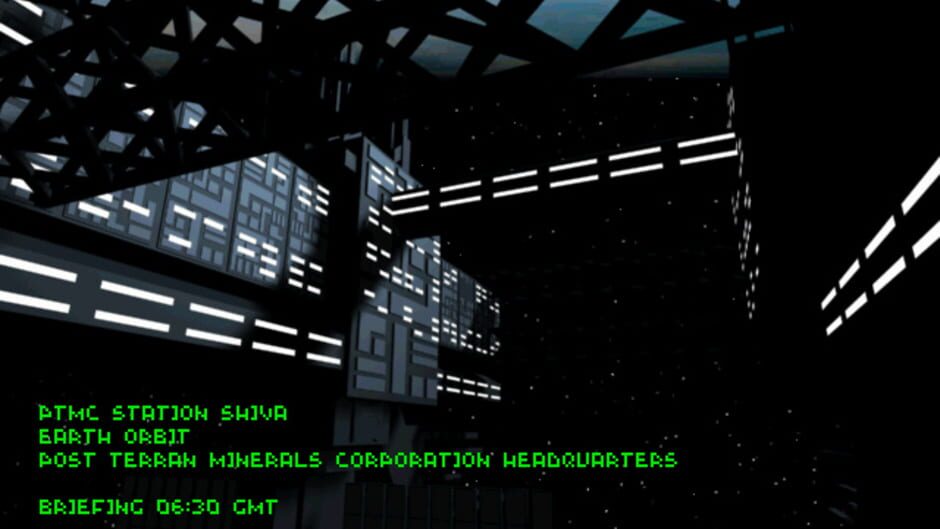 PTMC STATION SHIVA
EARTH ORBIT
POST TERRAN MINERALS CORPORATION HEADQUARTERS
BRIEFING 06:30 GMT